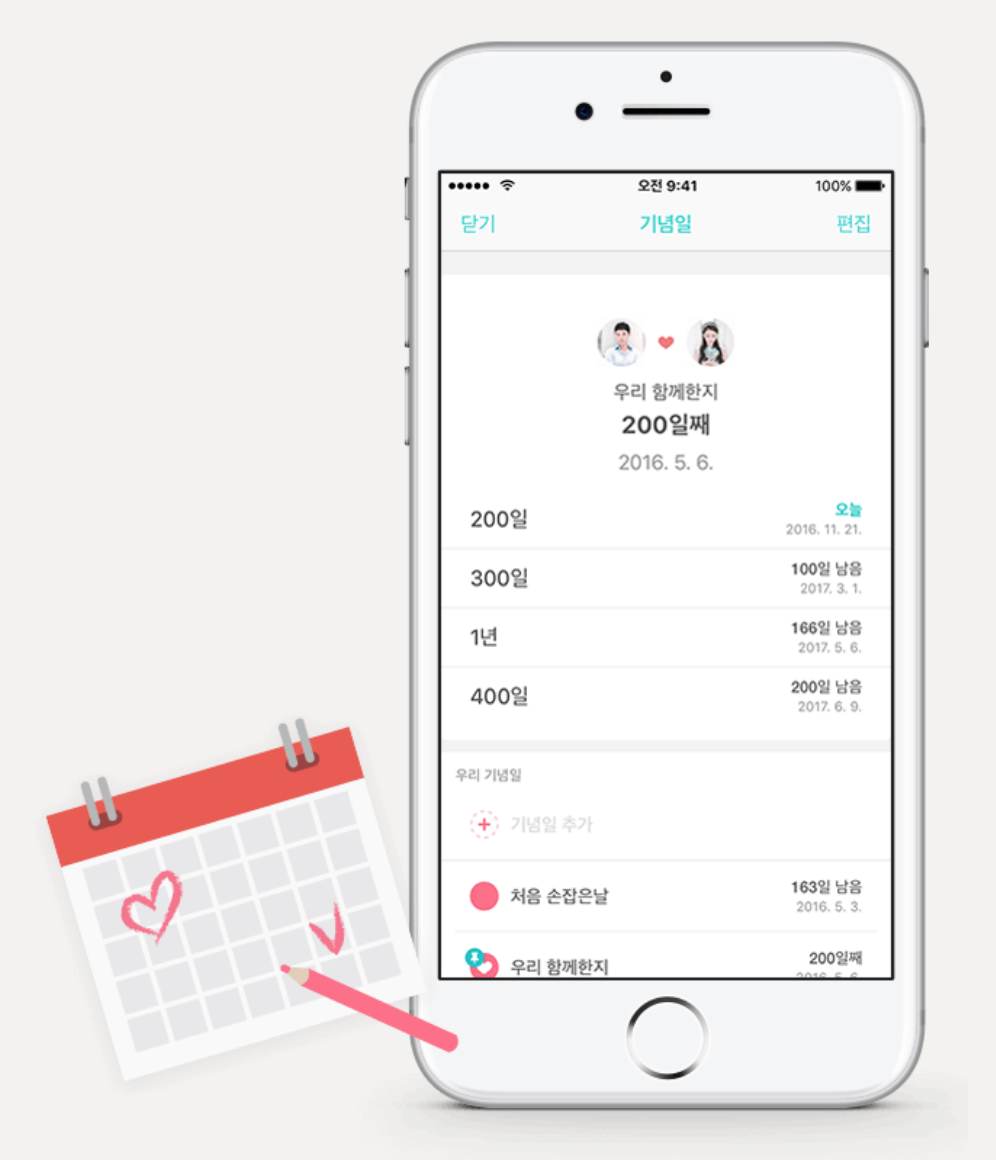 오전 9:41
100%
닫기
기념일
편집
우리 함께한지
200일째
2016. 5. 6.
200일
오늘
2016. 11. 21.
300일
100일 남음
2017. 3. 1.
1년
166일 남음
2017. 5. 6.
400일
200일 남음
2017. 6. 9.
우리 기념일
기념일 추가
처음 손잡은날
163일 남음
2016. 5. 3.
우리 함께한지
200일째
2016. 5. 6.